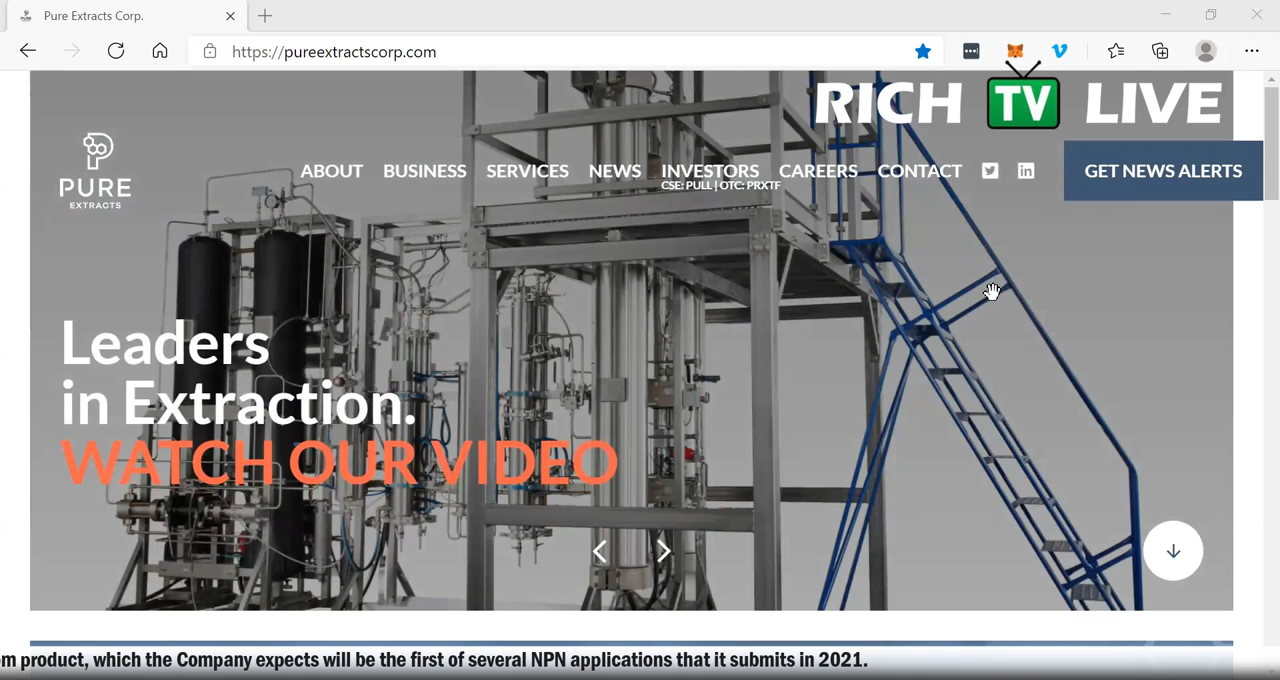 Pure Extracts Corp.
https://pureextractscorp.com
RICH TV LIVE
PURE
EXTRACTS
ABOUT BUSINESS SERVICES NEWS INVESTORS CAREERS CONTACT GET NEWS ALERTS
CSE: PULL | OTC: PRXTF
Leaders
in Extraction.
WATCH OUR VIDEO
product, which the Company expects will be the first of several NPN applications that it submits in 2021.